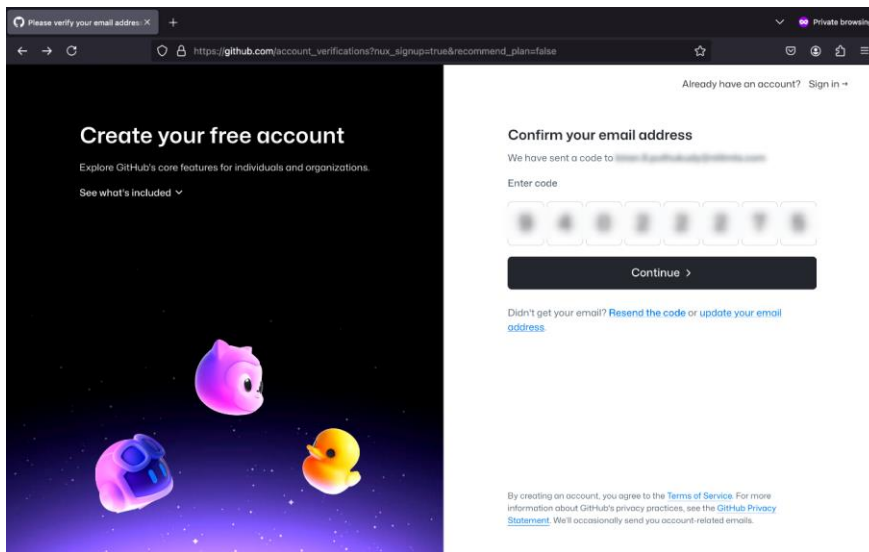 Please verify your email addres
Private browsing
https://github.com/account_verifications?nux_signup=true&recommend_plan=false
Already have an account? Sign in →
Create your free account
Explore GitHub's core features for individuals and organizations.
See what's included
Confirm your email address
We have sent a code to
Enter code
Continue
Didn't get your email? Resend the code or update your email
address.
By creating an account, you agree to the Terms of Service. For more
information about GitHub's privacy practices, see the GitHub Privacy
Statement. We'll occasionally send you account-related emails.